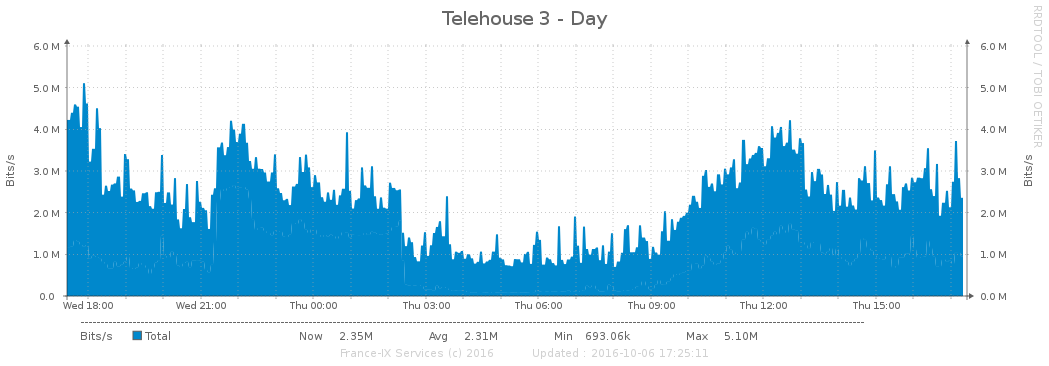 Telehouse 3 - Day
RRDTOOL / TOBI OETIKER
Bits/s
6.0 M
5.0 M
4.0 M
3.0 M
2.0 M
1.0 M
0.0
6.0 M
5.0 M
4.0 M
3.0 M
2.0 M
1.0 M
0.0 M
Bits/s
Wed 18:00 Wed 21:00 Thu 00:00 Thu 03:00 Thu 06:00 Thu 09:00 Thu 12:00 Thu 15:00
Bits/s Total Now 2.35M Avg 2.31M Min 693.06k Max 5.10M
France-IX Services (c) 2016 Updated : 2016-10-06 17:25:11